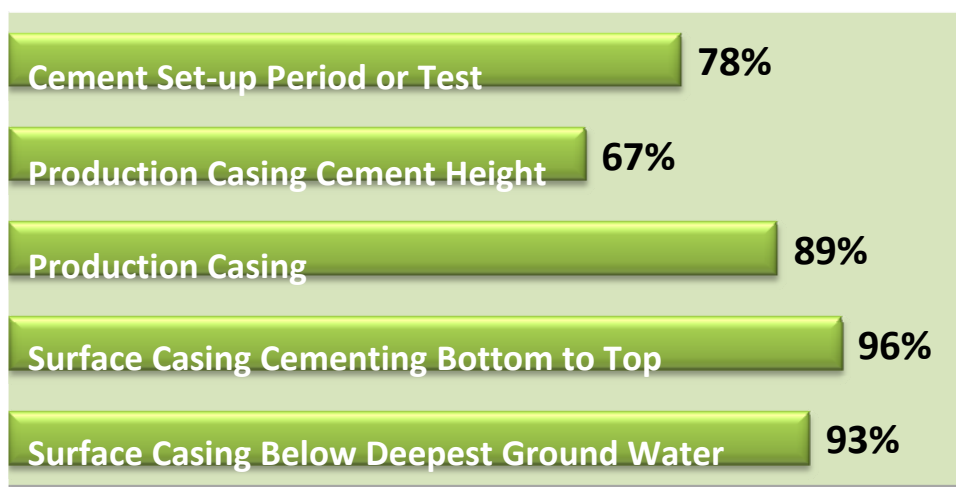 Cement Set-up Period or Test 78%
Production Casing Cement Height 67%
Production Casing 89%
Surface Casing Cementing Bottom to Top 96%
Surface Casing Below Deepest Ground Water 93%